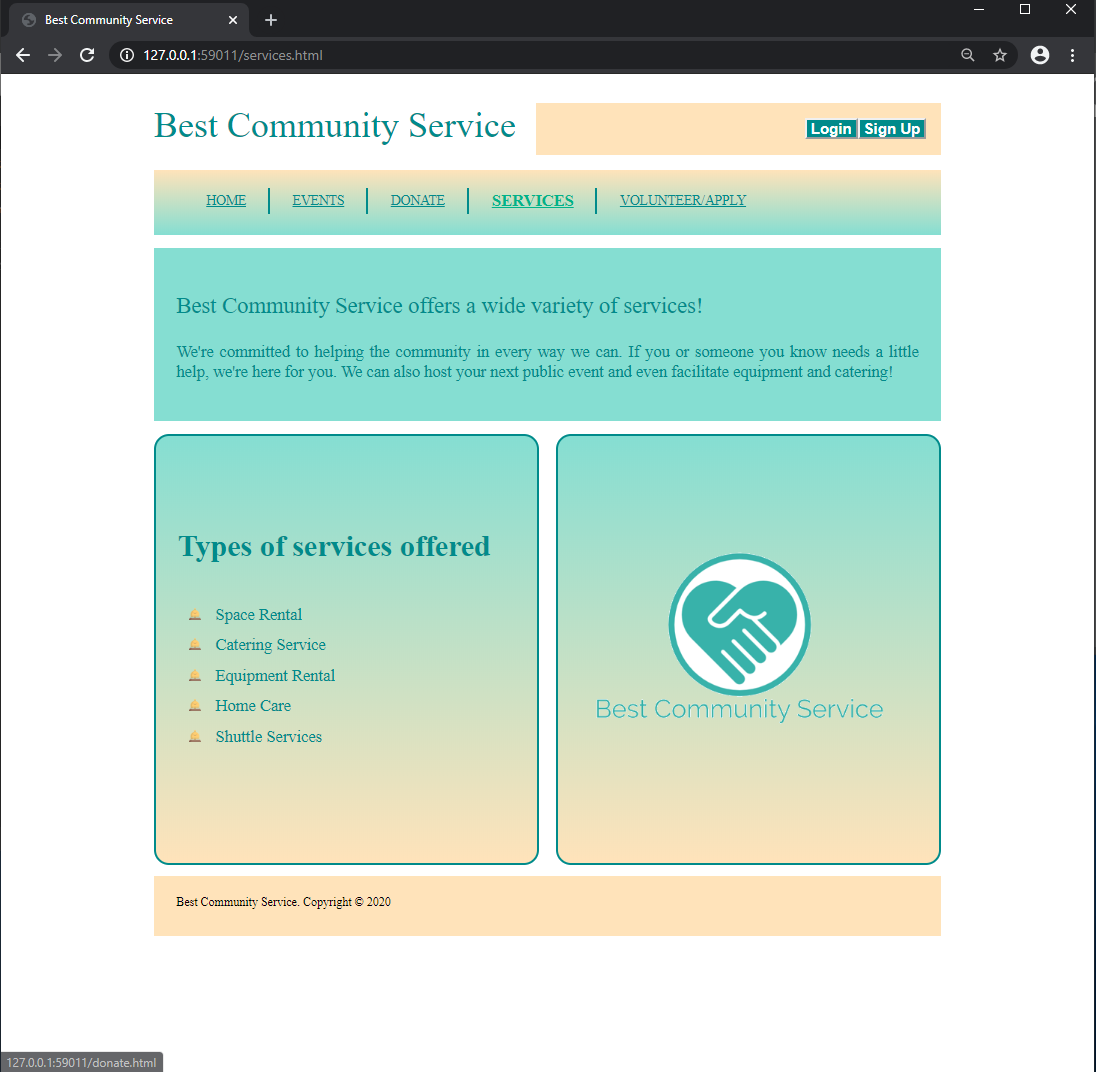 Best Community Service
127.0.0.1:59011/services.html
Best Community Service
Login Sign Up
HOME EVENTS DONATE SERVICES VOLUNTEER/APPLY
Best Community Service offers a wide variety of services!
We're committed to helping the community in every way we can. If you or someone you know needs a little
help, we're here for you. We can also host your next public event and even facilitate equipment and catering!
Types of services offered
Space Rental
Catering Service
Equipment Rental
Home Care
Shuttle Services
Best Community Service
Best Community Service. Copyright © 2020
127.0.0.1:59011/donate.html